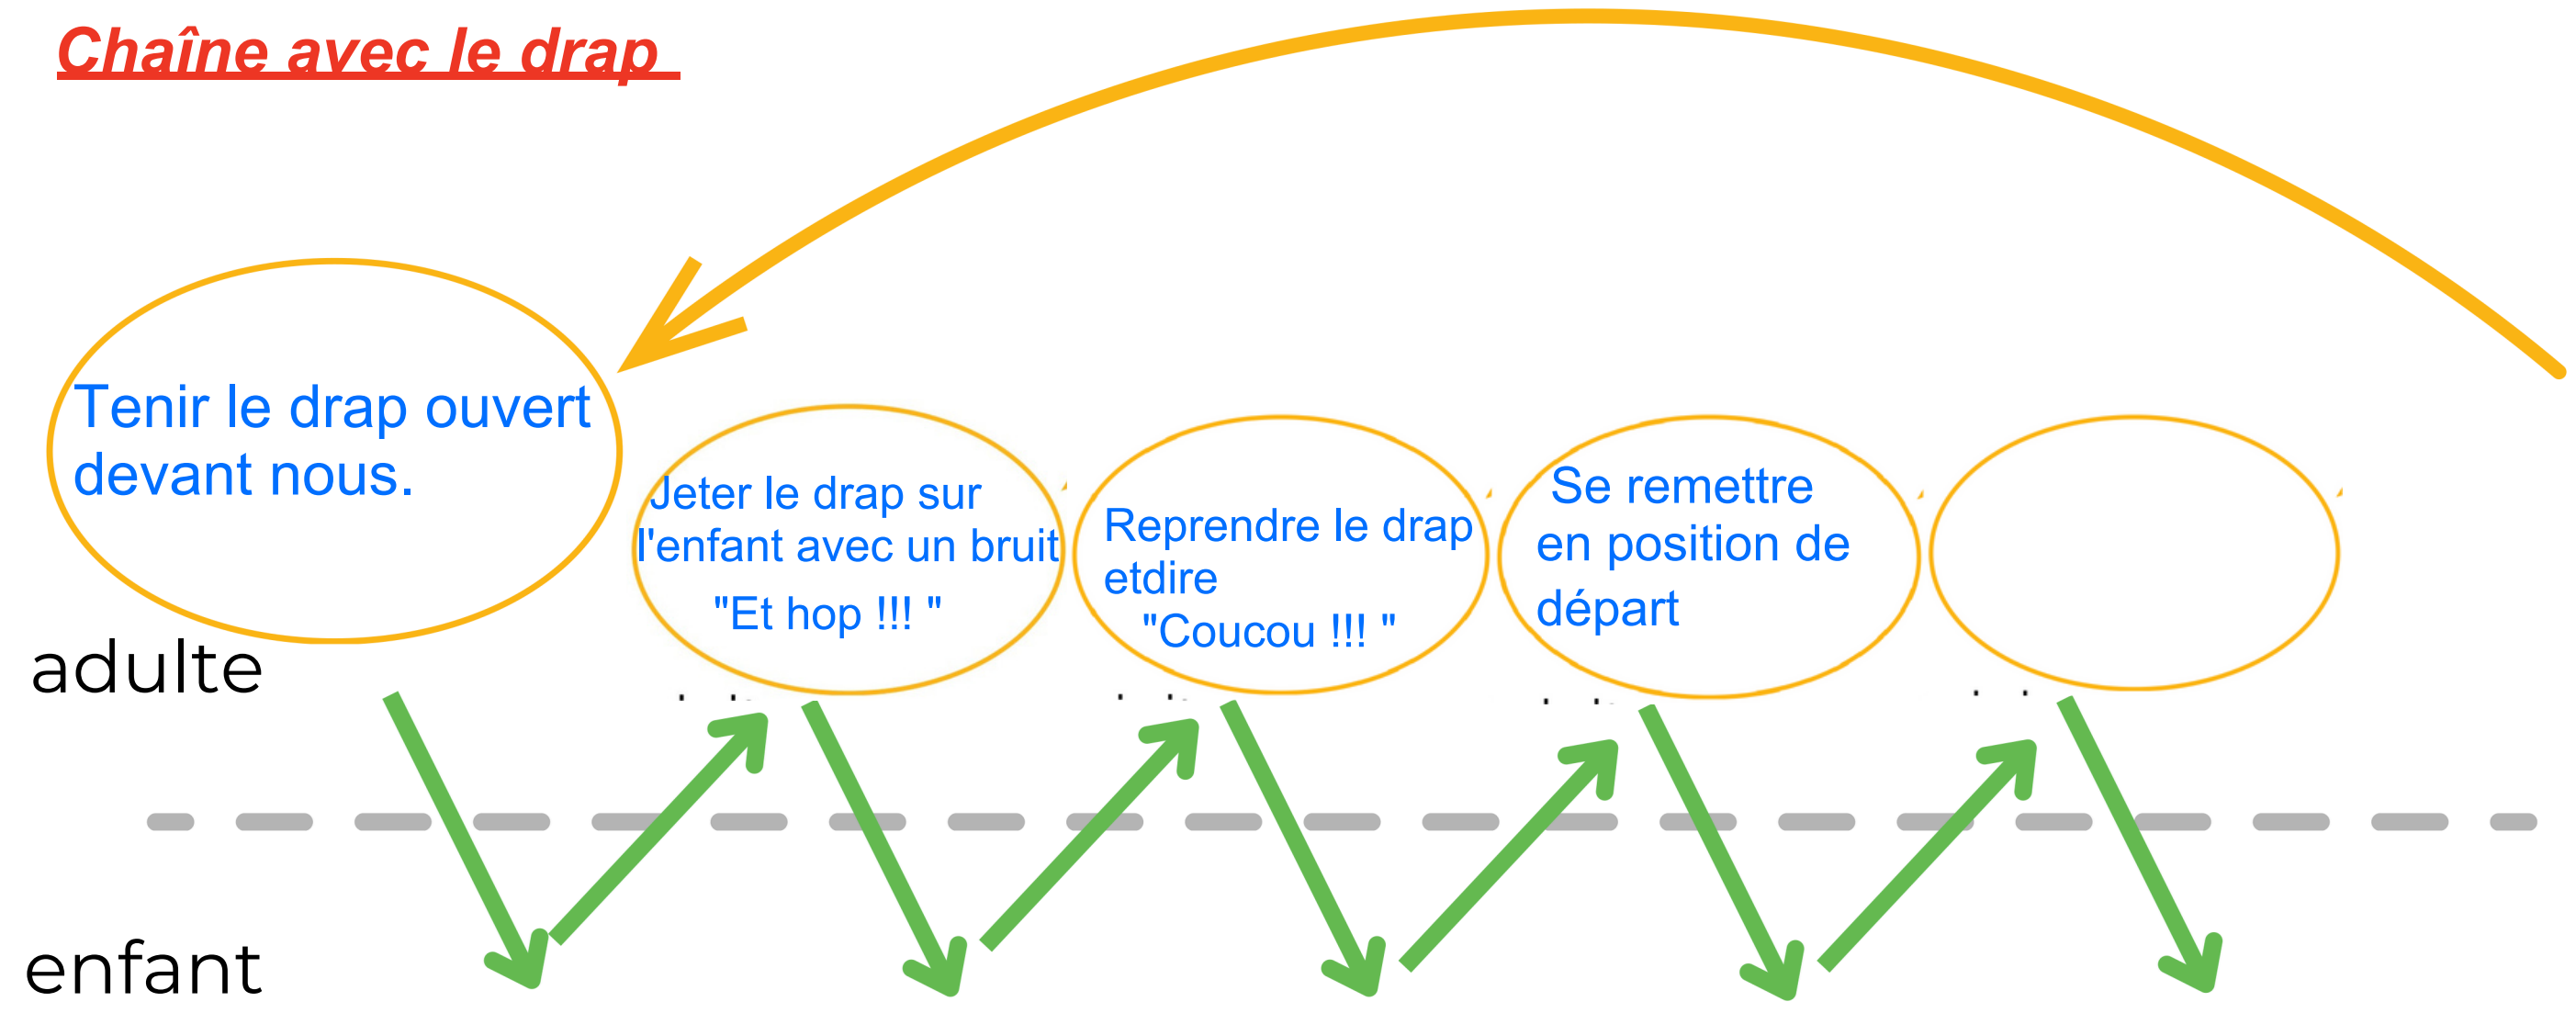 Chaîne avec le drap
Tenir le drap ouvert
devant nous.
Jeter le drap sur
l'enfant avec un bruit
"Et hop !!! "
Reprendre le drap
etdire
"Coucou !!! "
Se remettre
en position de
départ
adulte
enfant